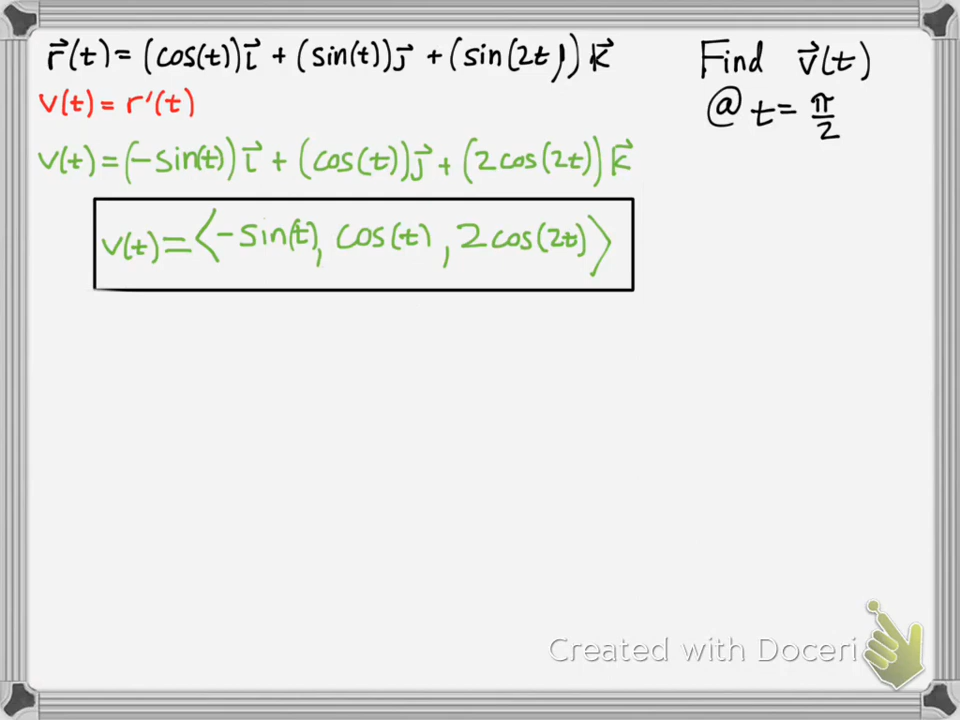 r⃗(t)=(cos(t))i⃗ + (sin(t))j⃗ + (sin(2t))k⃗
Find v⃗(t)
@ t= π/2
v(t)= r'(t)
v(t)=(-sin(t))i⃗ + (cos(t))j⃗ + (2cos(2t))k⃗
v(t)=⟨-sin(t), cos(t), 2cos(2t)⟩
Created with Doceri